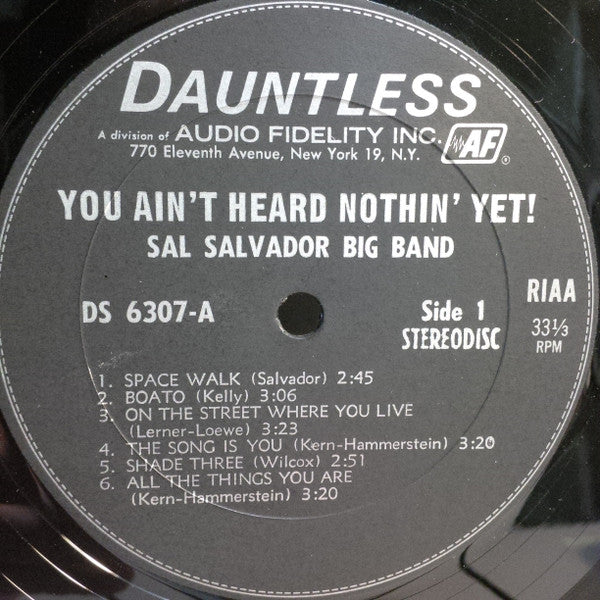 DAUNTLESS
A division of AUDIO FIDELITY INC. AF®
770 Eleventh Avenue, New York 19, N.Y.
YOU AIN'T HEARD NOTHIN' YET!
SAL SALVADOR BIG BAND
RIAA
DS 6307-A
Side 1
STEREODISC
33⅓
RPM
1. SPACE WALK (Salvador) 2:45
2. BOATO (Kelly) 3:06
3. ON THE STREET WHERE YOU LIVE
(Lerner-Loewe) 3:23
4. THE SONG IS YOU (Kern-Hammerstein) 3:20
5. SHADE THREE (Wilcox) 2:51
6. ALL THE THINGS YOU ARE
(Kern-Hammerstein) 3:20